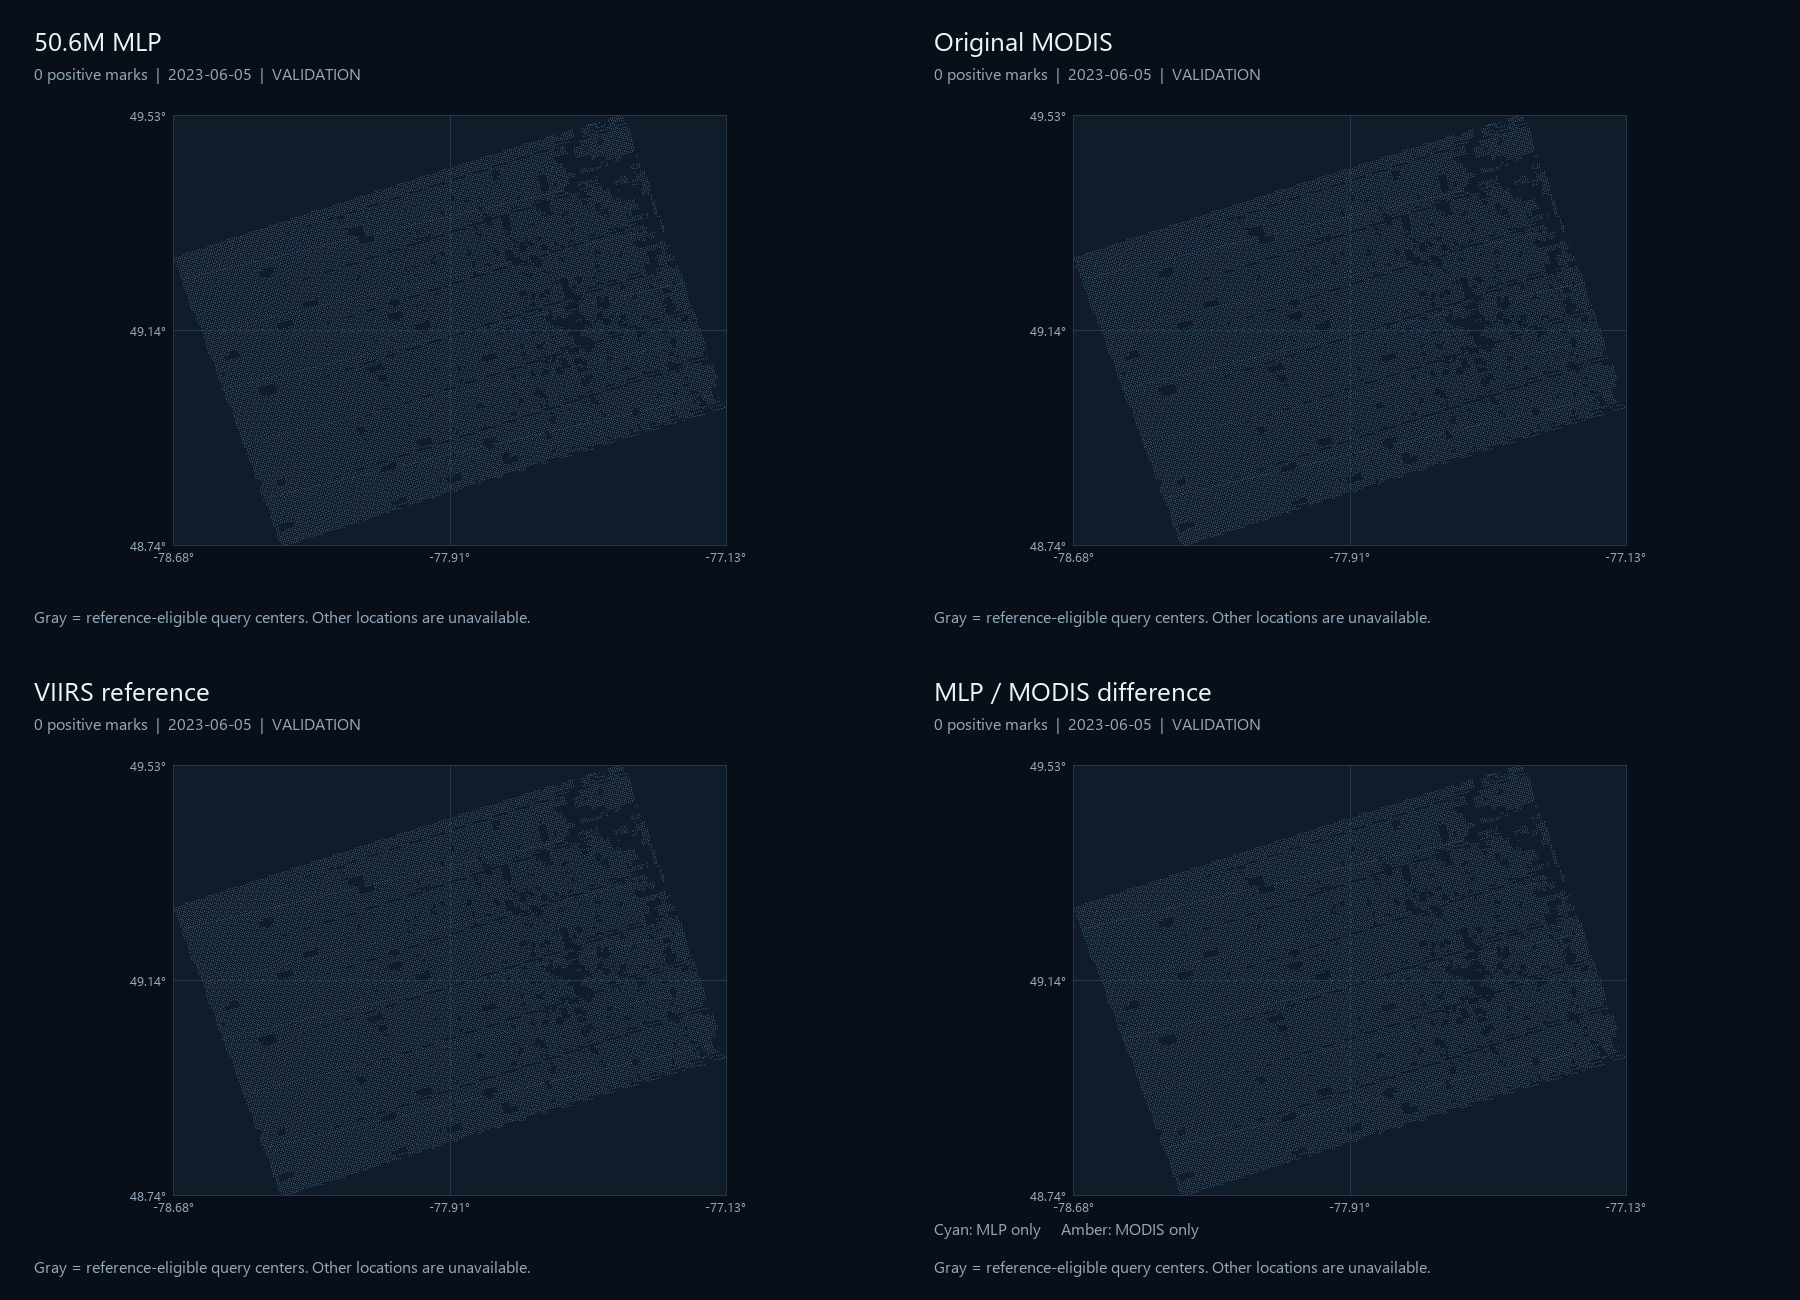 50.6M MLP
0 positive marks | 2023-06-05 | VALIDATION
49.53°
49.14°
48.74°
-78.68°
-77.91°
-77.13°
Gray = reference-eligible query centers. Other locations are unavailable.
Original MODIS
0 positive marks | 2023-06-05 | VALIDATION
49.53°
49.14°
48.74°
-78.68°
-77.91°
-77.13°
Gray = reference-eligible query centers. Other locations are unavailable.
VIIRS reference
0 positive marks | 2023-06-05 | VALIDATION
49.53°
49.14°
48.74°
-78.68°
-77.91°
-77.13°
Gray = reference-eligible query centers. Other locations are unavailable.
MLP / MODIS difference
0 positive marks | 2023-06-05 | VALIDATION
49.53°
49.14°
48.74°
-78.68°
-77.91°
-77.13°
Cyan: MLP only Amber: MODIS only
Gray = reference-eligible query centers. Other locations are unavailable.